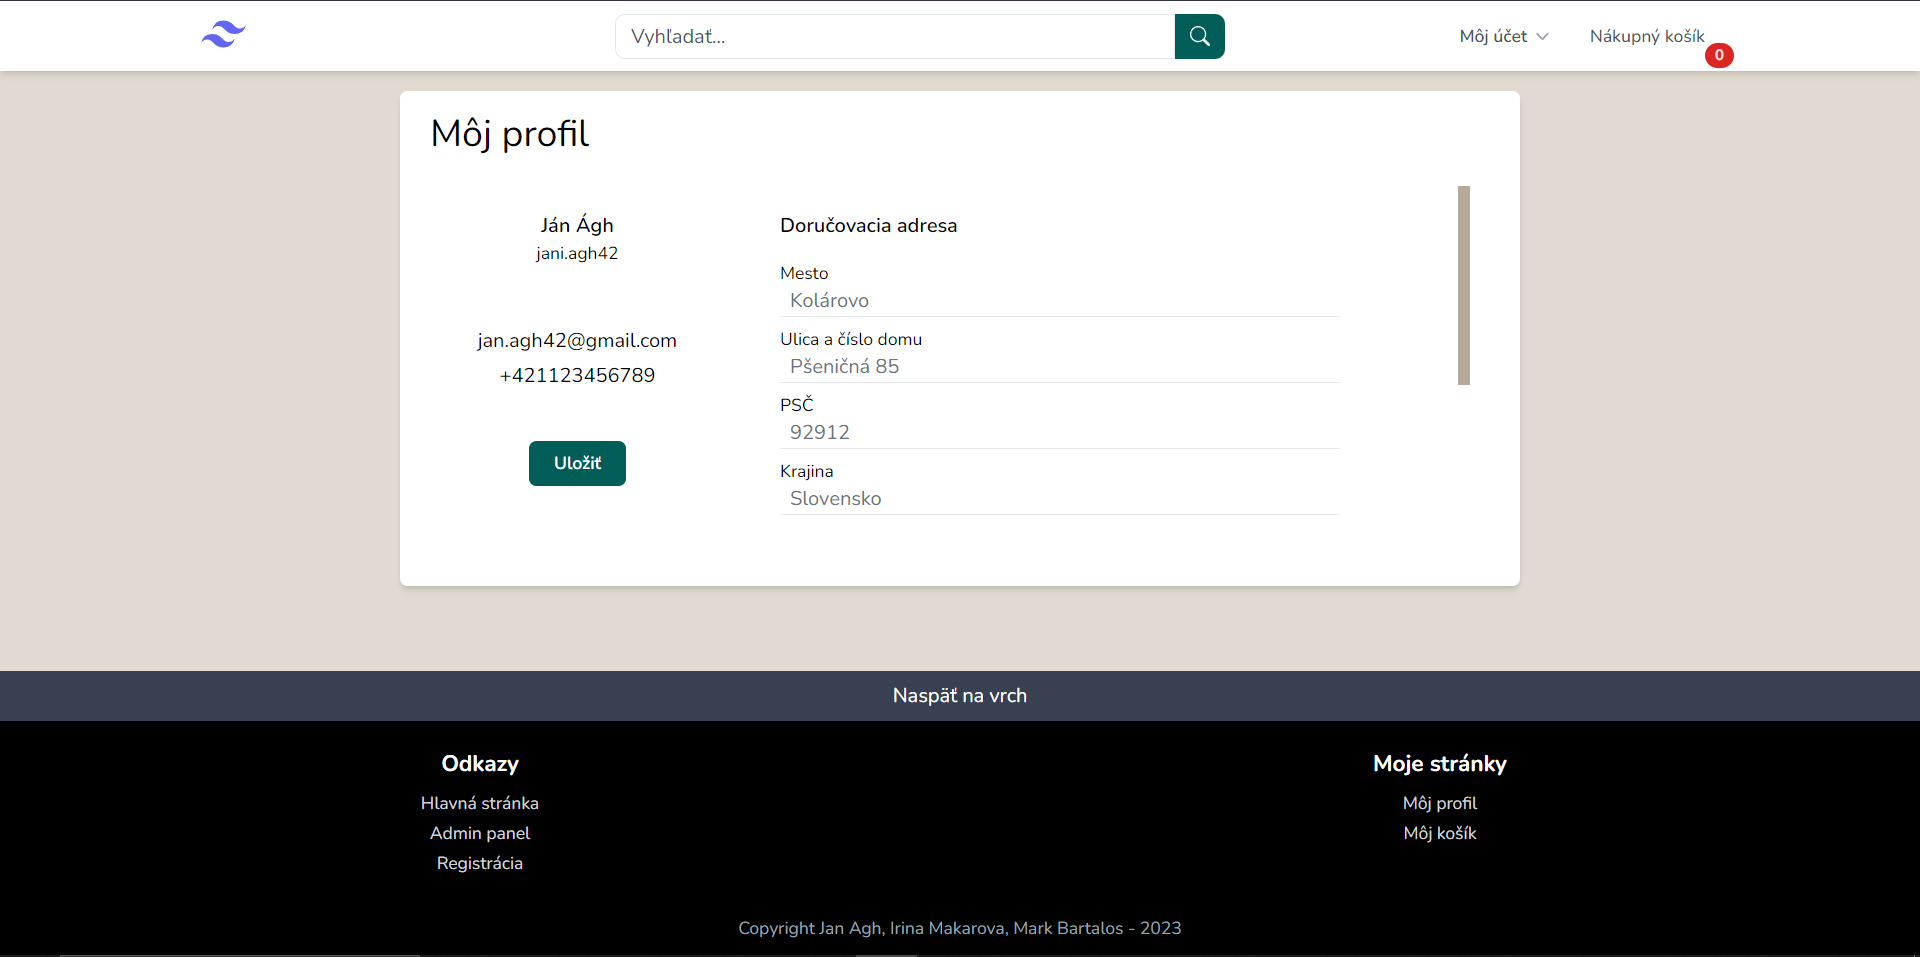 Vyhľadať...
Môj účet
Nákupný košík
0
Môj profil
Ján Ágh
jani.agh42
jan.agh42@gmail.com
+421123456789
Uložiť
Doručovacia adresa
Mesto
Kolárovo
Ulica a číslo domu
Pšeničná 85
PSČ
92912
Krajina
Slovensko
Naspäť na vrch
Odkazy
Hlavná stránka
Admin panel
Registrácia
Moje stránky
Môj profil
Môj košík
Copyright Jan Agh, Irina Makarova, Mark Bartalos - 2023